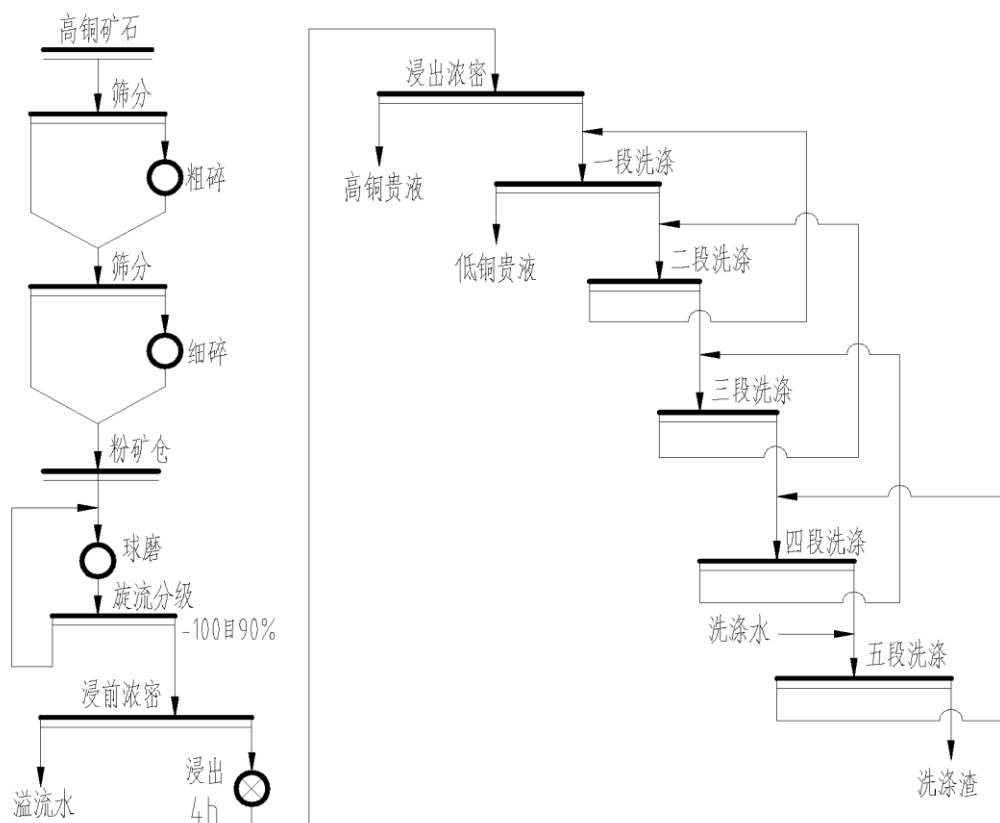 高铜矿石
筛分
粗碎
筛分
细碎
粉矿仓
球磨
旋流分级
-100目90%
浸前浓密
溢流水
浸出
4h
浸出浓密
高铜贵液
一段洗涤
低铜贵液
二段洗涤
三段洗涤
四段洗涤
洗涤水
五段洗涤
洗涤渣